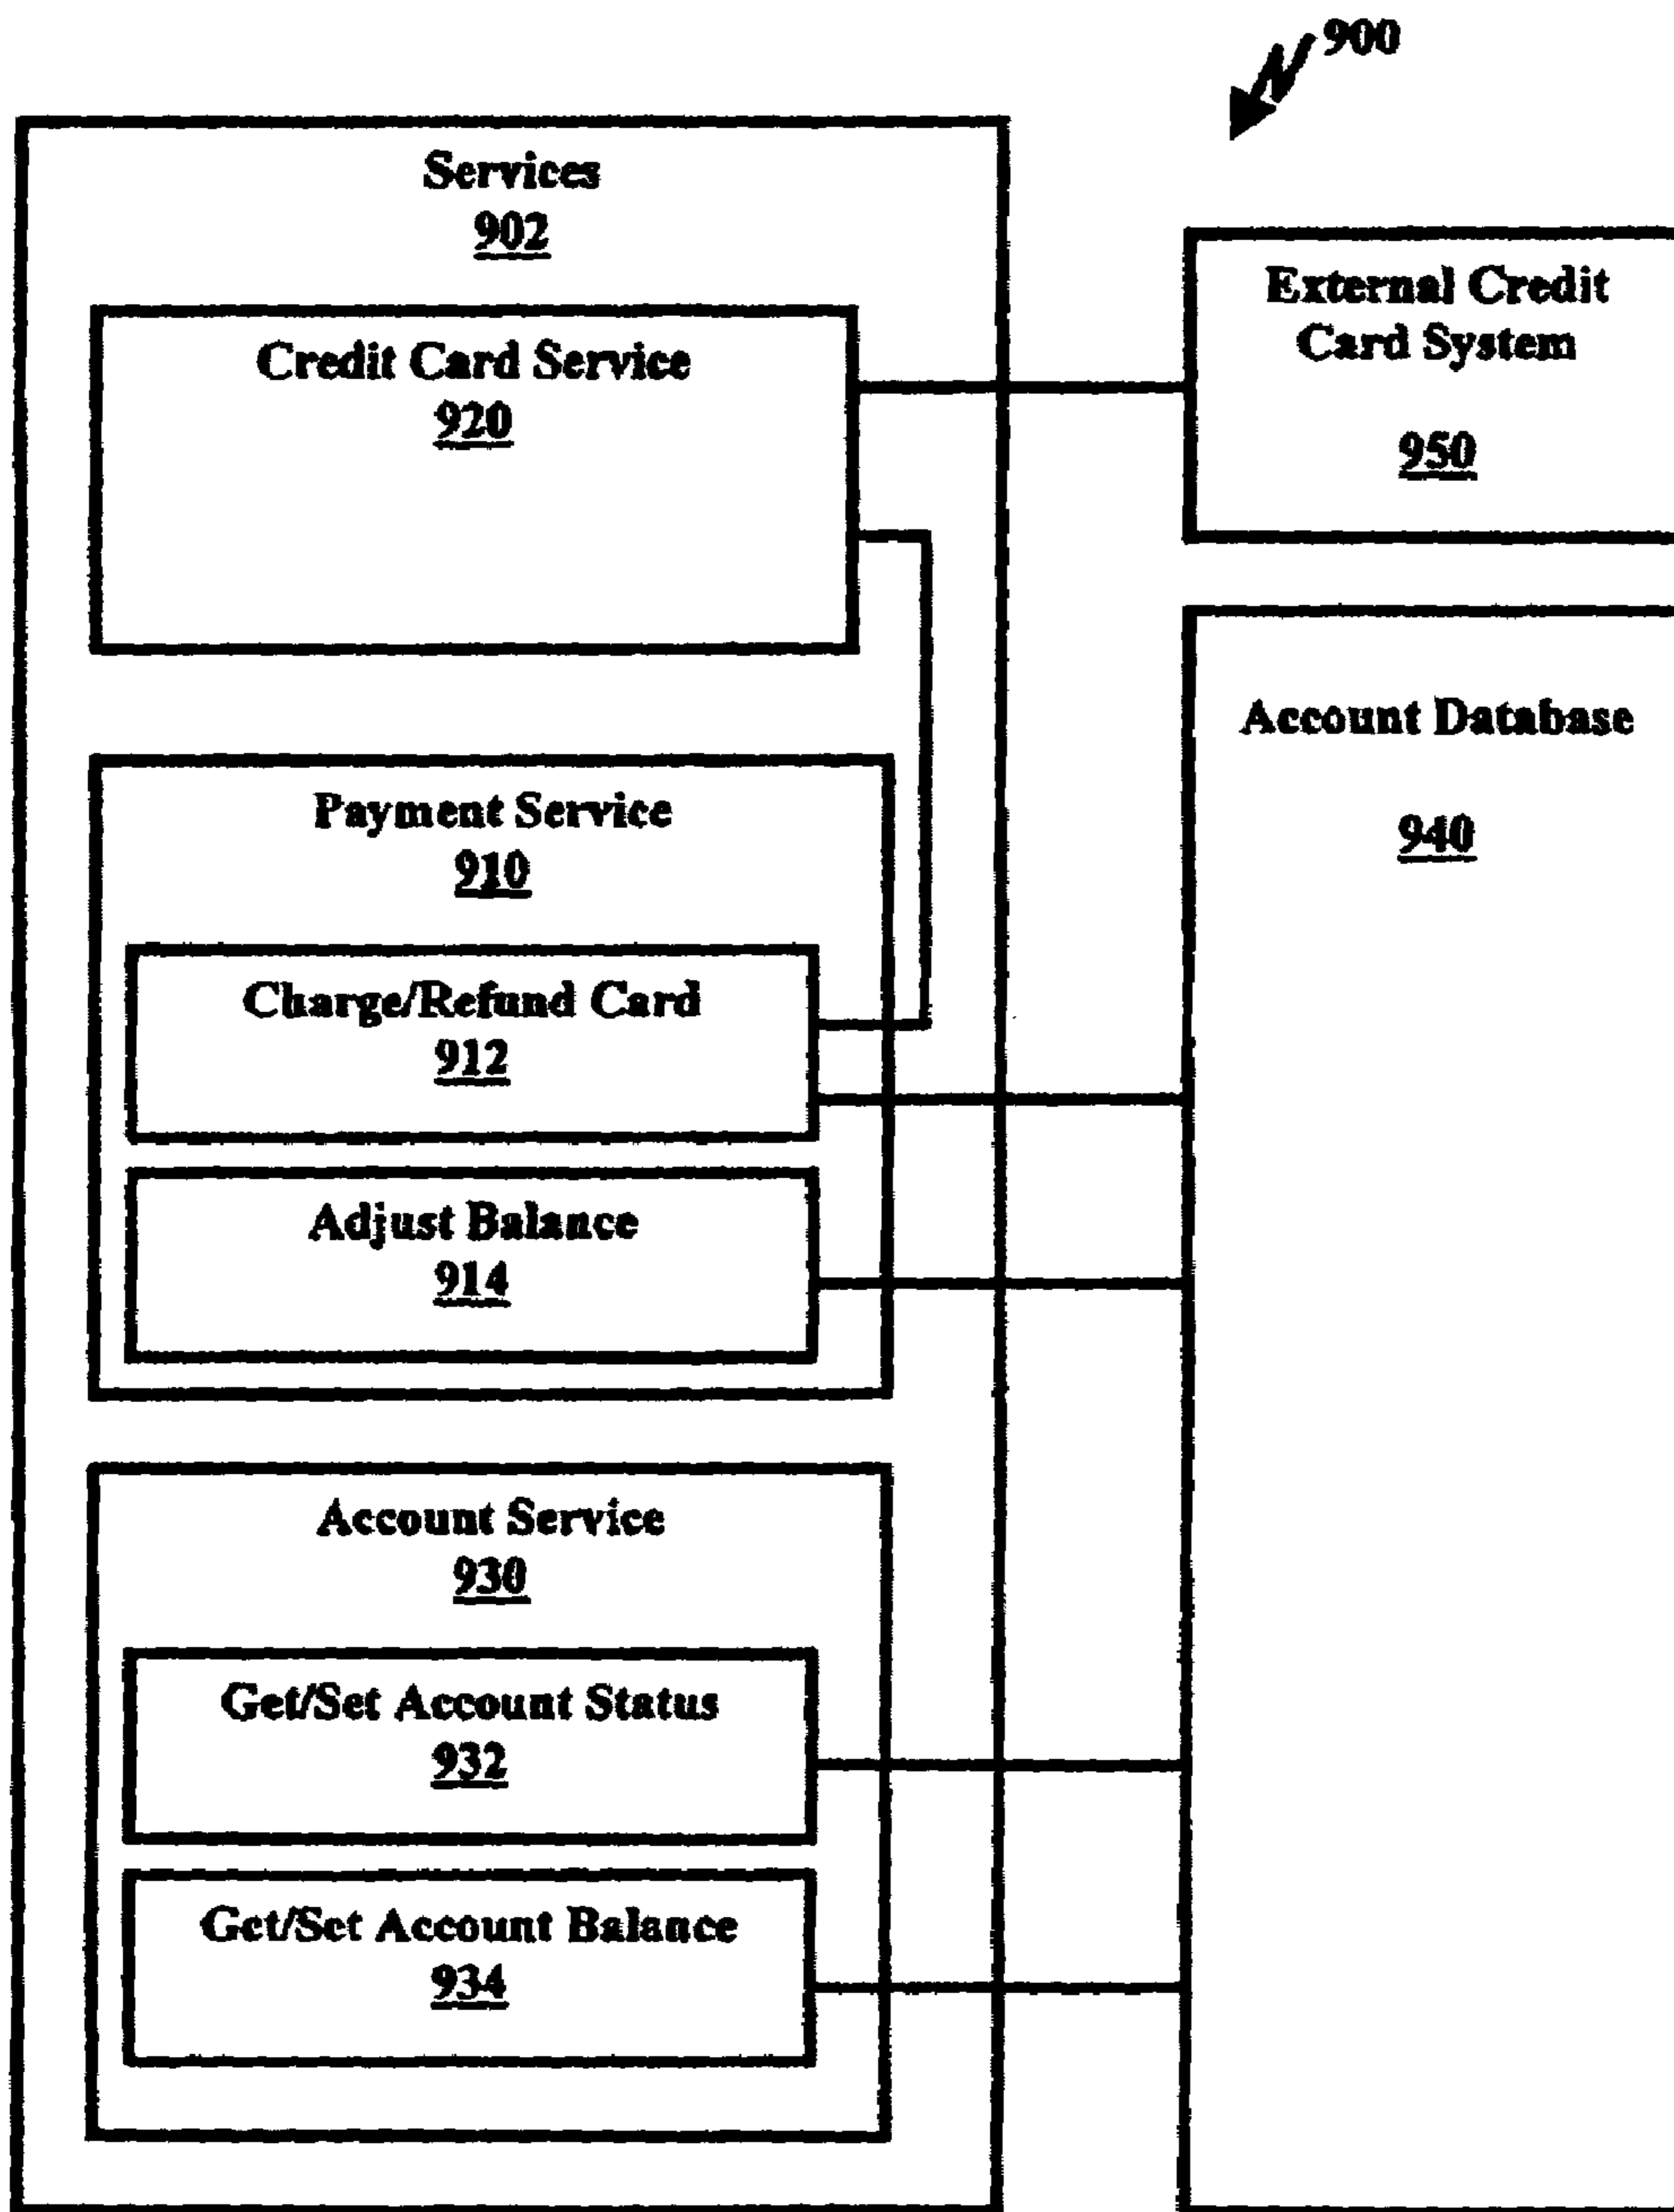 900
Services
902
Credit Card Service
920
External Credit
Card System
950
Account Database
940
Payment Service
910
Charge/Refund Card
912
Adjust Balance
914
Account Service
930
Get/Set Account Status
932
Get/Set Account Balance
934